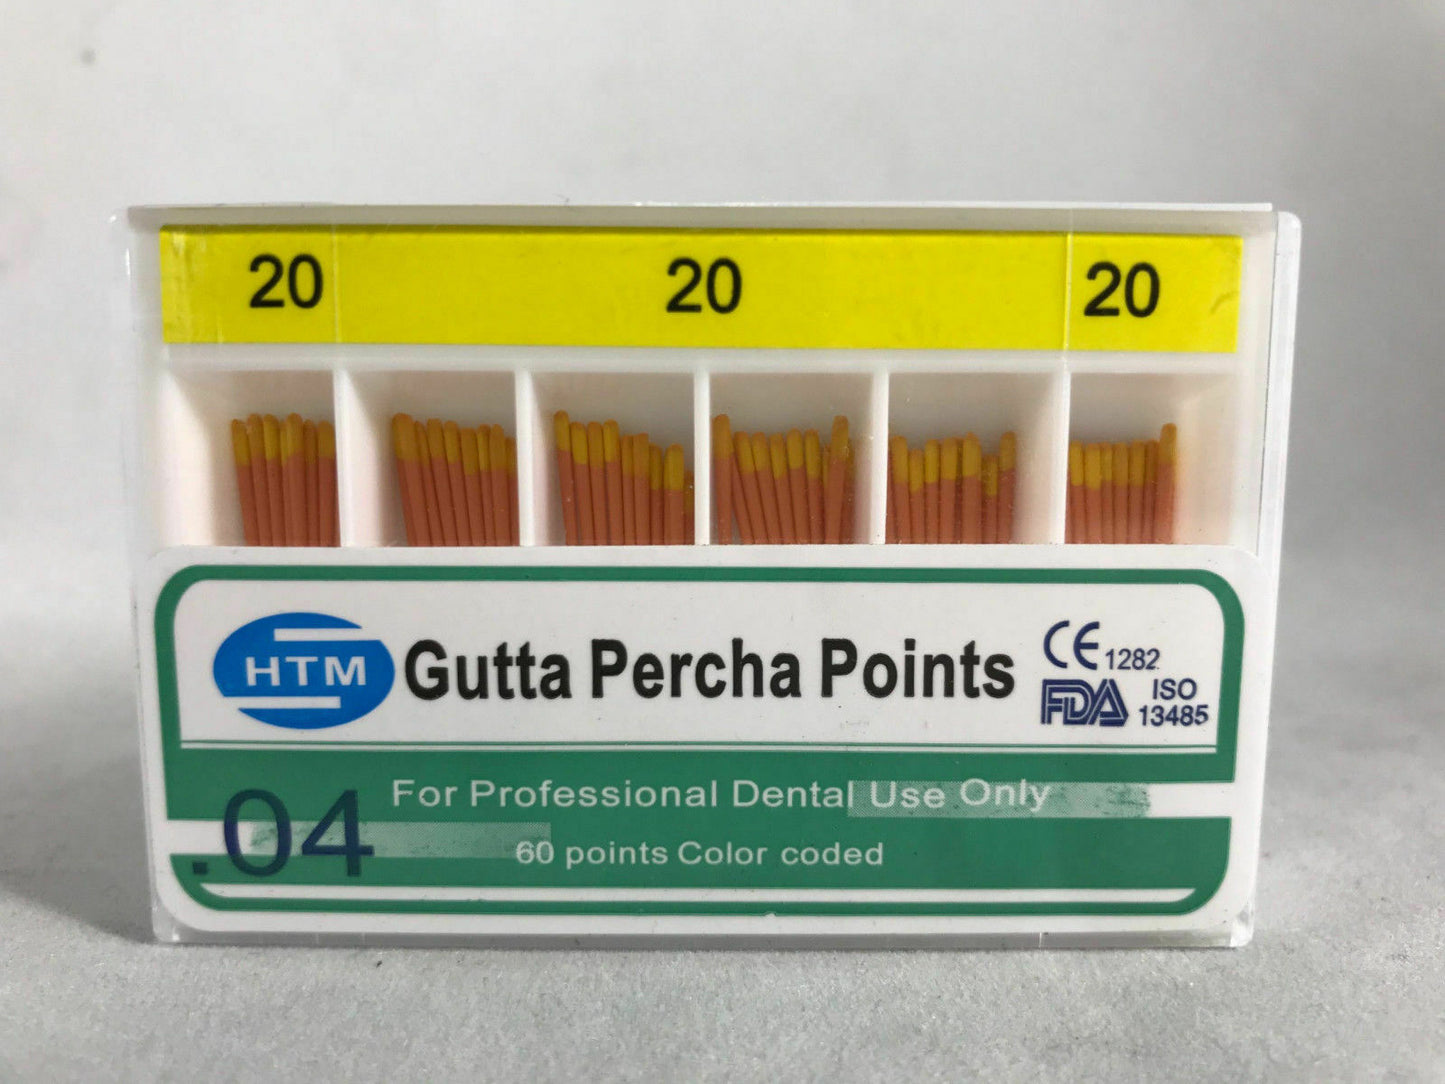 20 20 20
HTM Gutta Percha Points
CE 1282
FDA ISO 13485
For Professional Dental Use Only
.04
60 points Color coded